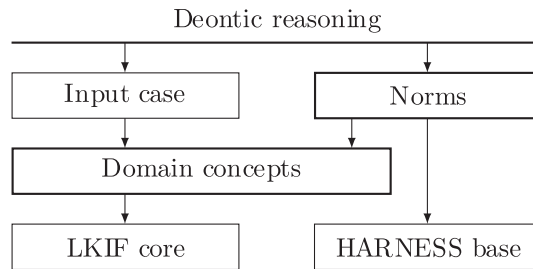 Deontic reasoning
Input case
Norms
Domain concepts
LKIF core
HARNESS base